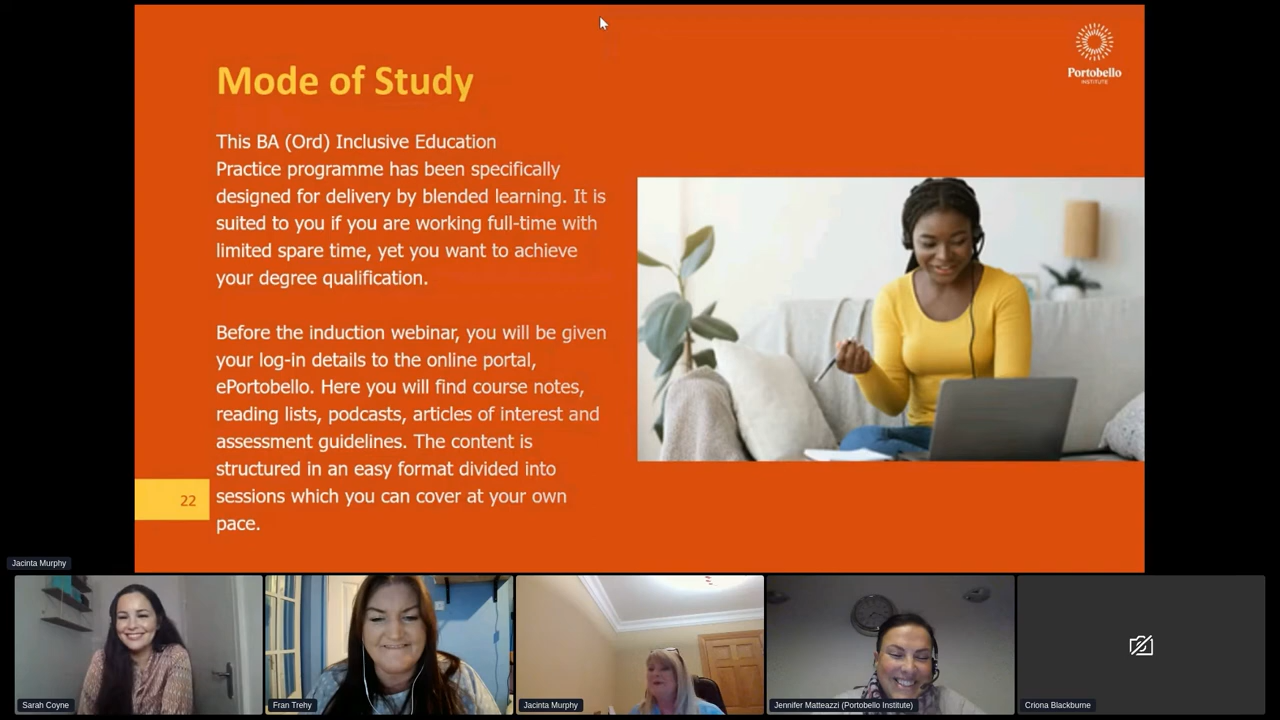 Portobello
INSTITUTE
Mode of Study
This BA (Ord) Inclusive Education
Practice programme has been specifically
designed for delivery by blended learning. It is
suited to you if you are working full-time with
limited spare time, yet you want to achieve
your degree qualification.
Before the induction webinar, you will be given
your log-in details to the online portal,
ePortobello. Here you will find course notes,
reading lists, podcasts, articles of interest and
assessment guidelines. The content is
structured in an easy format divided into
sessions which you can cover at your own
pace.
22
Jacinta Murphy
Sarah Coyne
Fran Trehy
Jacinta Murphy
Jennifer Matteazzi (Portobello Institute)
Criona Blackburne